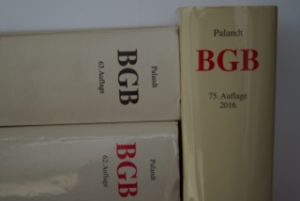 Palandt
BGB
63. Auflage
Palandt
BGB
62. Auflage
Palandt
BGB
75. Auflage
2016